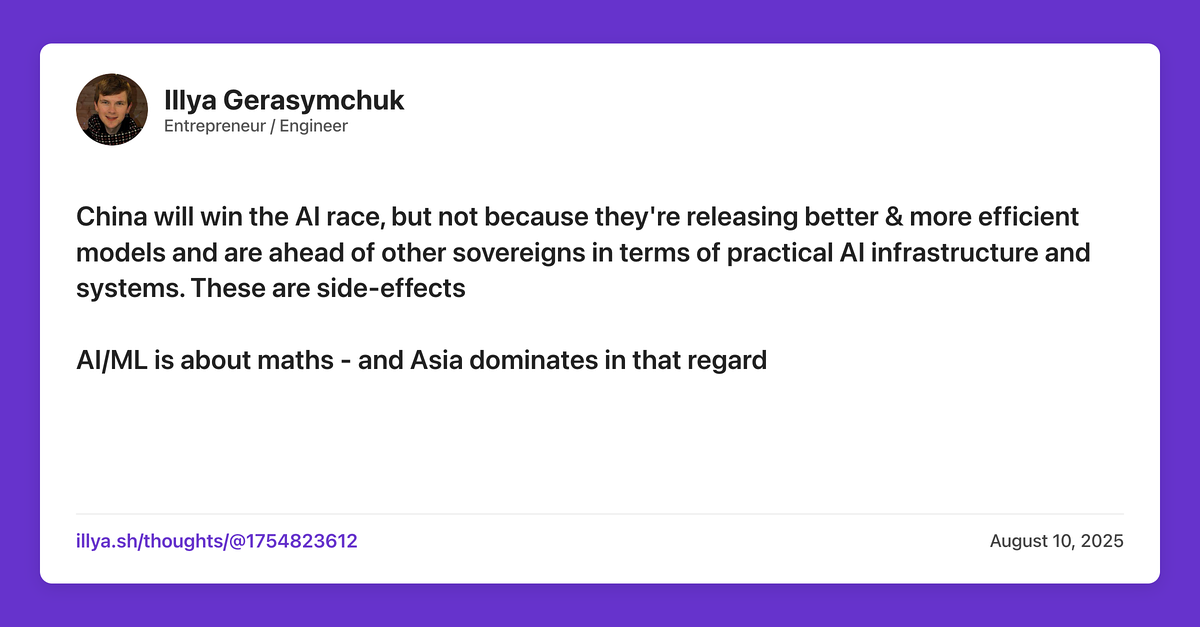 Illya Gerasymchuk
Entrepreneur / Engineer
China will win the AI race, but not because they're releasing better & more efficient
models and are ahead of other sovereigns in terms of practical AI infrastructure and
systems. These are side-effects
AI/ML is about maths - and Asia dominates in that regard
illya.sh/thoughts/@1754823612
August 10, 2025